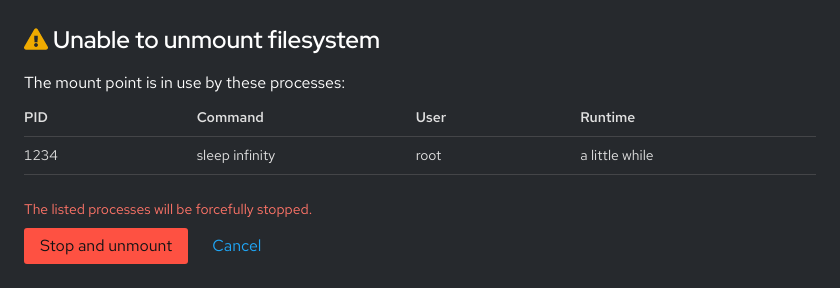 Unable to unmount filesystem
The mount point is in use by these processes:
PID Command User Runtime
1234 sleep infinity root a little while
The listed processes will be forcefully stopped.
Stop and unmount Cancel